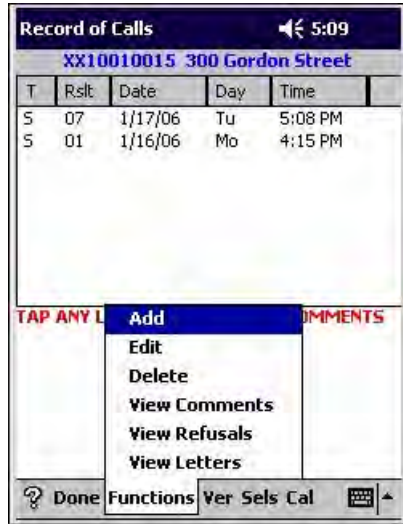 Record of Calls 5:09
XX10010015 300 Gordon Street
T Rslt Date Day Time
S 07 1/17/06 Tu 5:08 PM
S 01 1/16/06 Mo 4:15 PM
TAP ANY L
Add
Edit
Delete
View Comments
View Refusals
View Letters
? Done Functions Ver Sels Cal